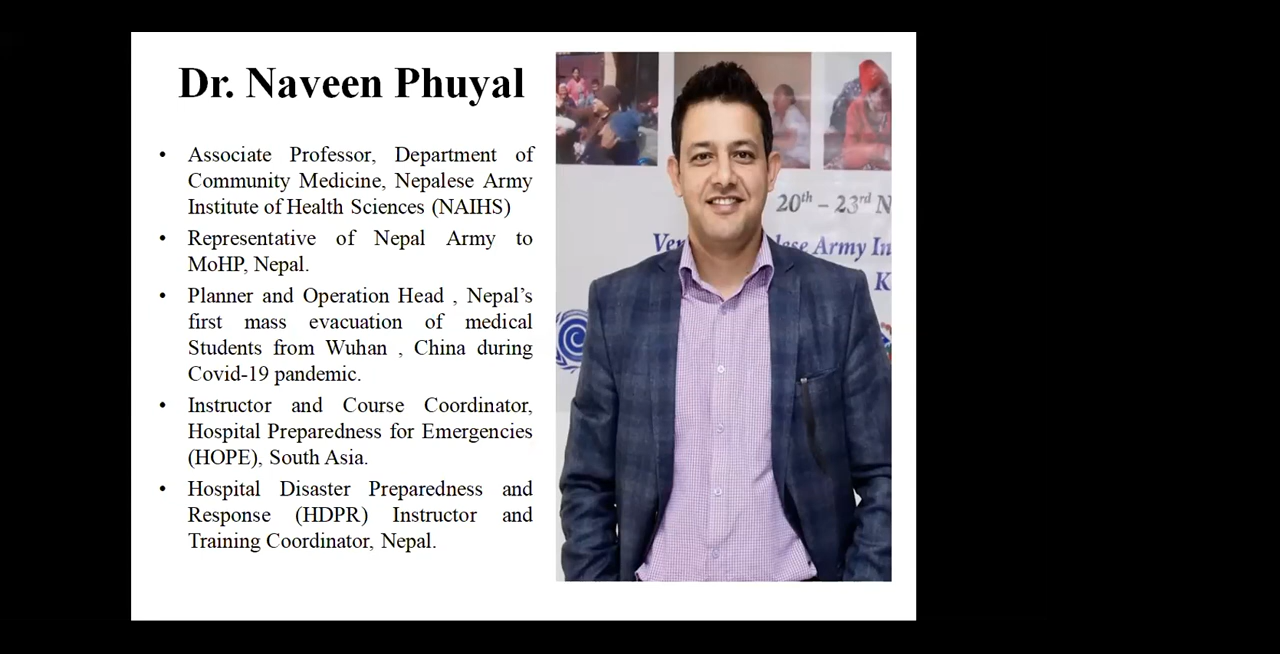 Dr. Naveen Phuyal
• Associate Professor, Department of
Community Medicine, Nepalese Army
Institute of Health Sciences (NAIHS)
• Representative of Nepal Army to
MoHP, Nepal.
• Planner and Operation Head , Nepal’s
first mass evacuation of medical
Students from Wuhan , China during
Covid-19 pandemic.
• Instructor and Course Coordinator,
Hospital Preparedness for Emergencies
(HOPE), South Asia.
• Hospital Disaster Preparedness and
Response (HDPR) Instructor and
Training Coordinator, Nepal.
20th – 23rd N
Army In
K